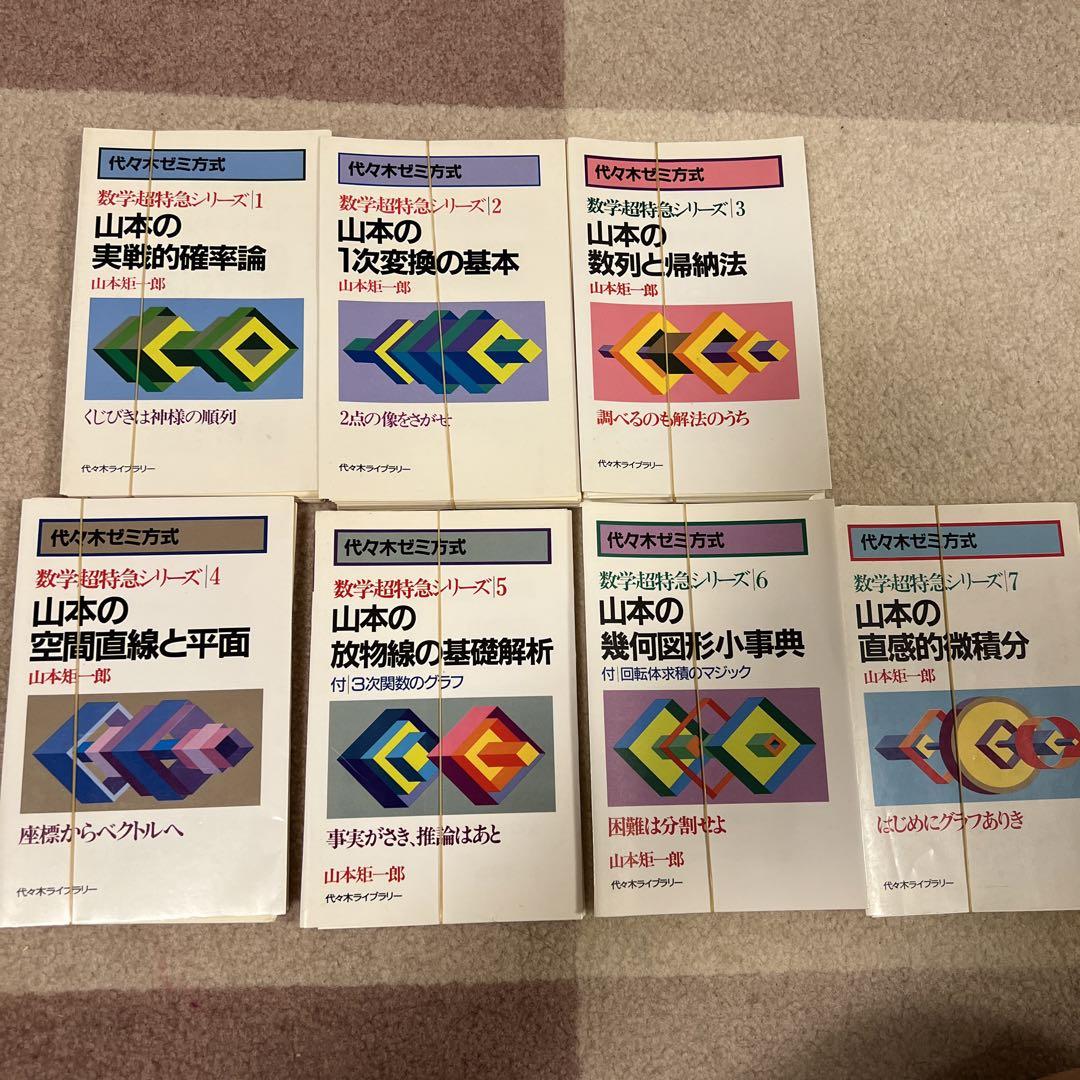 代々木ゼミ方式
数学超特急シリーズ|1
山本の
実戦的確率論
山本矩一郎
くじびきは神様の順列
代々木ライブラリー
代々木ゼミ方式
数学超特急シリーズ|2
山本の
1次変換の基本
山本矩一郎
2点の像をさがせ
代々木ライブラリー
代々木ゼミ方式
数学超特急シリーズ|3
山本の
数列と帰納法
山本矩一郎
調べるのも解法のうち
代々木ライブラリー
代々木ゼミ方式
数学超特急シリーズ|4
山本の
空間直線と平面
山本矩一郎
座標からベクトルへ
代々木ライブラリー
代々木ゼミ方式
数学超特急シリーズ|5
山本の
放物線の基礎解析
付|3次関数のグラフ
事実がさき、推論はあと
山本矩一郎
代々木ライブラリー
代々木ゼミ方式
数学超特急シリーズ|6
山本の
幾何図形小事典
付|回転体求積のマジック
困難は分割せよ
山本矩一郎
代々木ライブラリー
代々木ゼミ方式
数学超特急シリーズ|7
山本の
直感的微積分
山本矩一郎
はじめにグラフありき
代々木ライブラリー